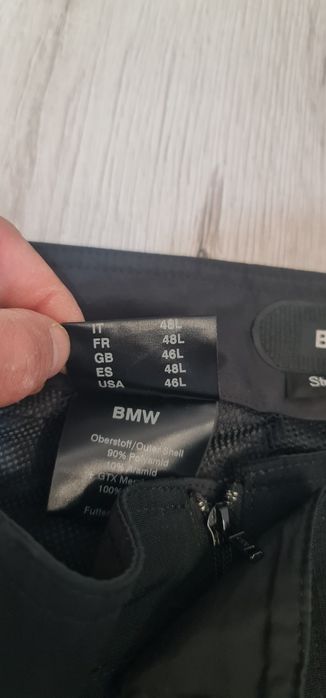 IT 48L
FR 48L
GB 46L
ES 48L
USA 46L
BMW
Oberstoff/Outer Shell
90% Polyamid
10% Aramid
GTX
100%